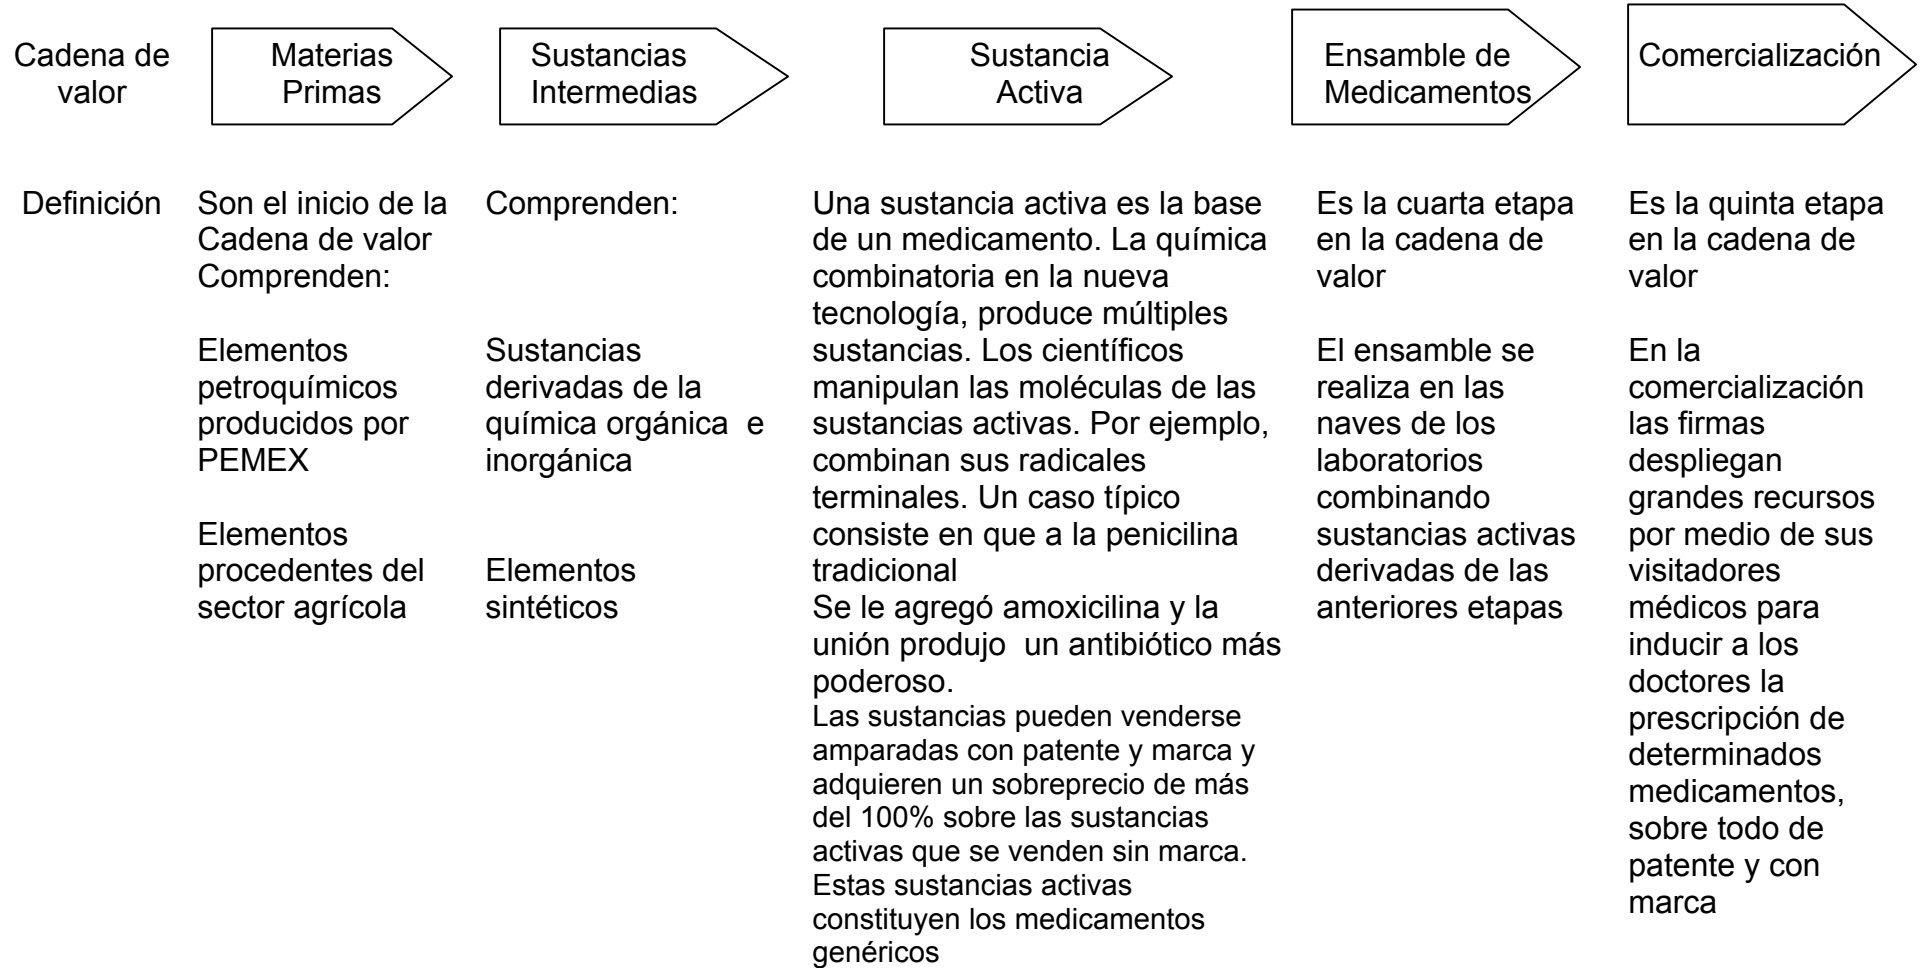 Cadena de
valor
Materias
Primas
Sustancias
Intermedias
Sustancia
Activa
Ensamble de
Medicamentos
Comercialización
Definición
Son el inicio de la
Cadena de valor
Comprenden:
Elementos
petroquímicos
producidos por
PEMEX
Elementos
procedentes del
sector agrícola
Comprenden:
Sustancias
derivadas de la
química orgánica  e
inorgánica
Elementos
sintéticos
Una sustancia activa es la base
de un medicamento. La química
combinatoria en la nueva
tecnología, produce múltiples
sustancias. Los científicos
manipulan las moléculas de las
sustancias activas. Por ejemplo,
combinan sus radicales
terminales. Un caso típico
consiste en que a la penicilina
tradicional
Se le agregó amoxicilina y la
unión produjo  un antibiótico más
poderoso.
Las sustancias pueden venderse
amparadas con patente y marca y
adquieren un sobreprecio de más
del 100% sobre las sustancias
activas que se venden sin marca.
Estas sustancias activas
constituyen los medicamentos
genéricos
Es la cuarta etapa
en la cadena de
valor
El ensamble se
realiza en las
naves de los
laboratorios
combinando
sustancias activas
derivadas de las
anteriores etapas
Es la quinta etapa
en la cadena de
valor
En la
comercialización
las firmas
despliegan
grandes recursos
por medio de sus
visitadores
médicos para
inducir a los
doctores la
prescripción de
determinados
medicamentos,
sobre todo de
patente y con
marca